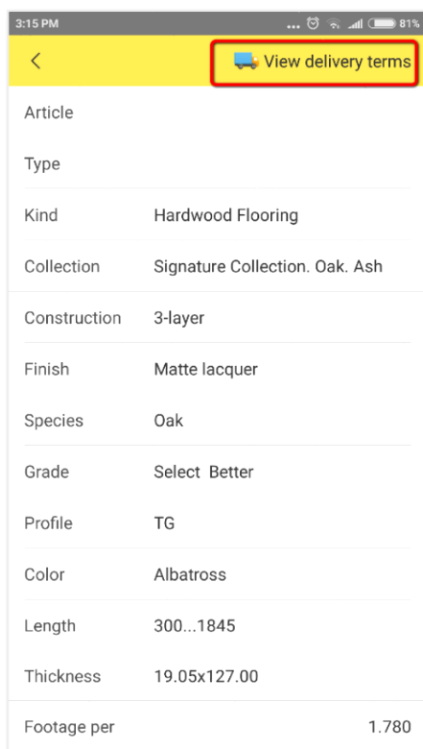 3:15 PM ... 81%
View delivery terms
Article
Type
Kind Hardwood Flooring
Collection Signature Collection. Oak. Ash
Construction 3-layer
Finish Matte lacquer
Species Oak
Grade Select Better
Profile TG
Color Albatross
Length 300...1845
Thickness 19.05x127.00
Footage per 1.780